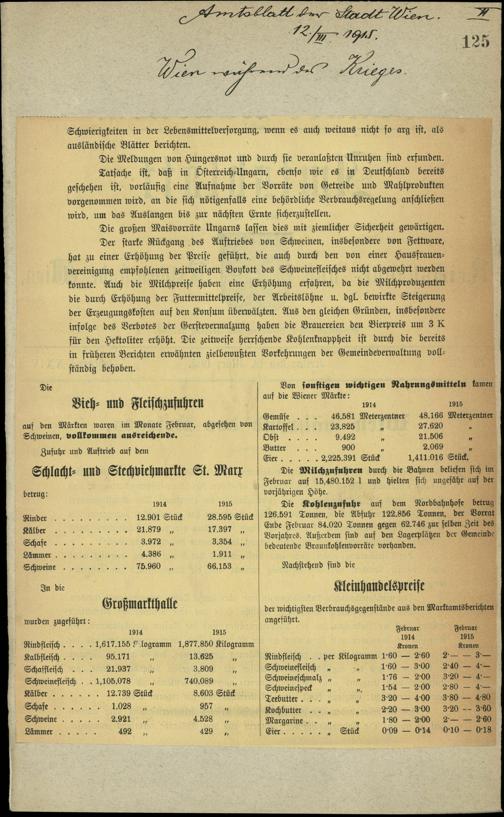 Amtsblatt der Stadt Wien.
II
12./III. 1915.
125
Wien während des Krieges.
Schwierigkeiten in der Lebensmittelversorgung, wenn es auch weitaus nicht so arg ist, als
ausländische Blätter berichten.
Die Meldungen von Hungersnot und durch sie veranlaßten Unruhen sind erfunden.
Tatsache ist, daß in Österreich-Ungarn, ebenso wie es in Deutschland bereits
geschehen ist, vorläufig eine Aufnahme der Vorräte von Getreide und Mahlprodukten
vorgenommen wird, an die sich nötigenfalls eine behördliche Verbrauchsregelung anschließen
wird, um das Auslangen bis zur nächsten Ernte sicherzustellen.
Die großen Maisvorräte Ungarns lassen dies mit ziemlicher Sicherheit gewärtigen.
Der starke Rückgang des Auftriebes von Schweinen, insbesondere von Fettware,
hat zu einer Erhöhung der Preise geführt, die auch durch den von einer Hausfrauen-
vereinigung empfohlenen zeitweiligen Boykott des Schweinefleisches nicht abgewehrt werden
konnte. Auch die Milchpreise haben eine Erhöhung erfahren, da die Milchproduzenten
die durch Erhöhung der Futtermittelpreise, der Arbeitslöhne u. dgl. bewirkte Steigerung
der Erzeugungskosten auf den Konsum überwälzten. Aus den gleichen Gründen, insbesondere
infolge des Verbotes der Gerstevermalzung haben die Brauereien den Bierpreis um 3 K
für den Hektoliter erhöht. Die zeitweise herrschende Kohlenknappheit ist durch die bereits
in früheren Berichten erwähnten zielbewußten Vorkehrungen der Gemeindeverwaltung voll-
ständig behoben.
Die
Vieh- und Fleischzufuhren
auf den Märkten waren im Monate Februar, abgesehen von
Schweinen, vollkommen ausreichende.
Zufuhr und Auftrieb auf dem
Schlacht- und Stechviehmarkte St. Marx
betrug:
1914 1915
Rinder . . . . . . . . . 12.901 Stück 28.595 Stück
Kälber . . . . . . . . . 21.879 „ 17.397 „
Schafe . . . . . . . . . 3.972 „ 3.354 „
Lämmer . . . . . . . . . 4.386 „ 1.911 „
Schweine . . . . . . . . 75.960 „ 66.153 „
In die
Großmarkthalle
wurden zugeführt:
1914 1915
Rindfleisch . . . . 1,617.155 Kilogramm 1,877.850 Kilogramm
Kalbfleisch . . . . 95.171 „ 13.625 „
Schaffleisch . . . 21.937 „ 3.809 „
Schweinefleisch . . 1,105.078 „ 740.089 „
Kälber . . . . . . 12.739 Stück 8.603 Stück
Schafe . . . . . . 1.028 „ 957 „
Schweine . . . . . 2.921 „ 4.528 „
Lämmer . . . . . . 492 „ 429 „
Von sonstigen wichtigen Nahrungsmitteln kamen
auf die Wiener Märkte:
1914 1915
Gemüse . . . . 46.581 Meterzentner 48.166 Meterzentner
Kartoffel . . . . 23.825 „ 27.620 „
Obst . . . . . 9.492 „ 21.506 „
Butter . . . . 900 „ 2.069 „
Eier . . . . . 2,225.391 Stück 1,411.016 Stück.
Die Milchzufuhren durch die Bahnen beliefen sich im
Februar auf 15,480.152 l und hielten sich ungefähr auf der
vorjährigen Höhe.
Die Kohlenzufuhr auf dem Nordbahnhofe betrug
126.591 Tonnen, die Abfuhr 122.856 Tonnen, der Vorrat
Ende Februar 84.020 Tonnen gegen 62.746 zur selben Zeit des
Vorjahres. Außerdem sind auf den Lagerplätzen der Gemeinde
bedeutende Braunkohlenvorräte vorhanden.
Nachstehend sind die
Kleinhandelspreise
der wichtigsten Verbrauchsgegenstände aus den Marktamtsberichten
angeführt.
Februar Februar
1914 1915
Kronen Kronen
Rindfleisch . . per Kilogramm 1·60 — 2·60 2·— — 3·—
Schweinefleisch „ „ 1·60 — 3·00 2·40 — 4·—
Schweineschmalz „ „ 1·76 — 2·00 3·20 — 4·—
Schweinespeck „ „ 1·54 — 2·00 2·80 — 4·—
Teebutter . . . „ „ 3·20 — 4·00 3·80 — 4·80
Kochbutter . . „ „ 2·20 — 3·00 3·20 — 3·60
Margarine . . „ „ 1·80 — 2·00 2·— — 2·60
Eier . . . . . „ Stück 0·09 — 0·14 0·10 — 0·18